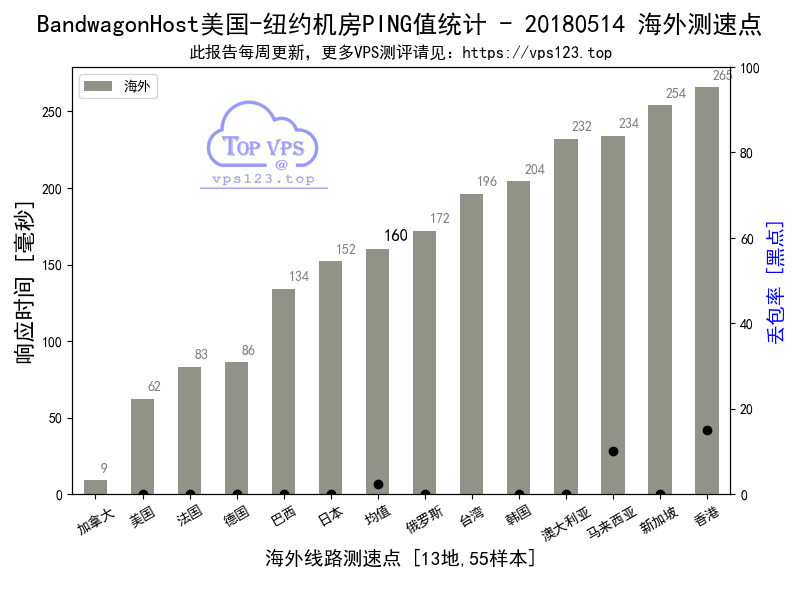 BandwagonHost美国-纽约机房PING值统计 - 20180514 海外测速点
此报告每周更新, 更多VPS测评请见: https://vps123.top
海外
Top VPS
@
vps123.top
响应时间 [毫秒]
250
200
150
100
50
0
9
62
83
86
134
152
160
172
196
204
232
234
254
265
100
80
60
40
20
0
丢包率 [黑点]
加拿大
美国
法国
德国
巴西
日本
均值
俄罗斯
台湾
韩国
澳大利亚
马来西亚
新加坡
香港
海外线路测速点 [13地,55样本]